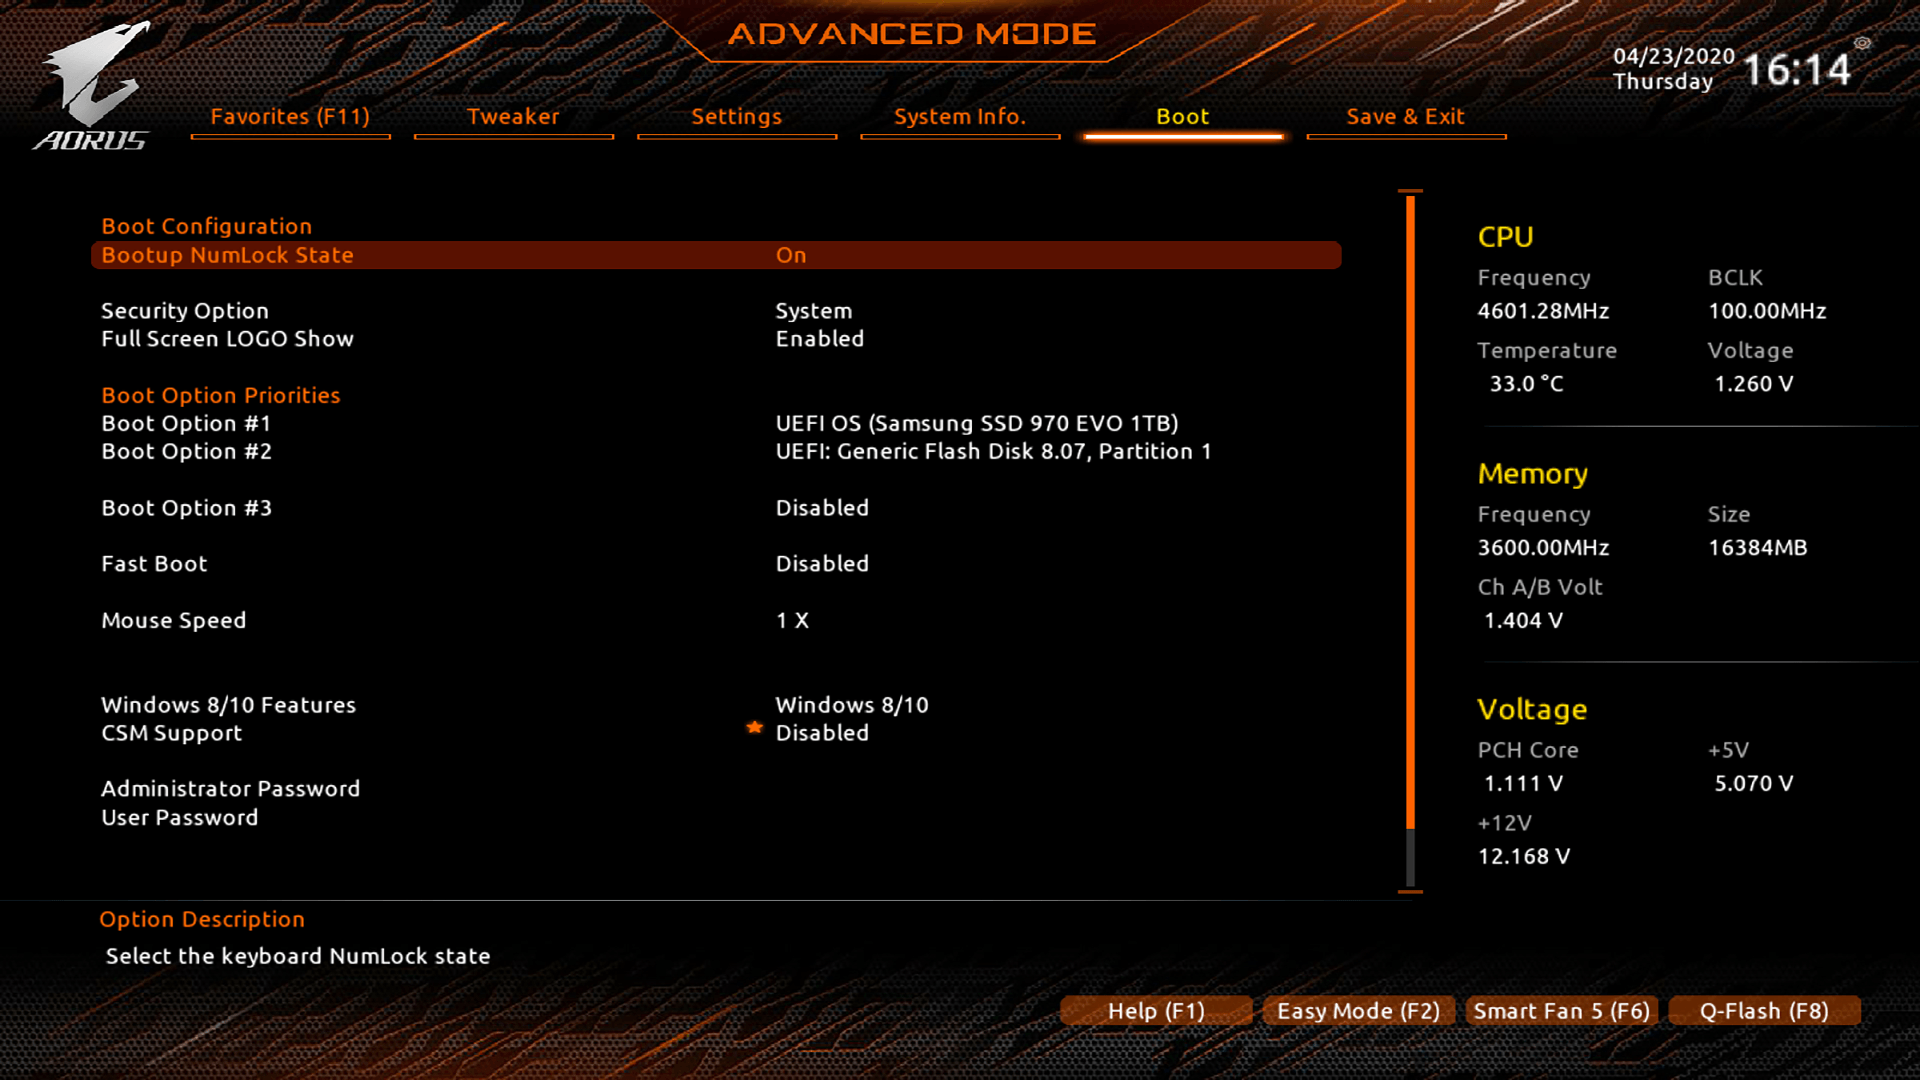 ADVANCED MODE
04/23/2020
Thursday
16:14
AORUS
Favorites (F11)
Tweaker
Settings
System Info.
Boot
Save & Exit
Boot Configuration
Bootup NumLock State On
Security Option System
Full Screen LOGO Show Enabled
Boot Option Priorities
Boot Option #1 UEFI OS (Samsung SSD 970 EVO 1TB)
Boot Option #2 UEFI: Generic Flash Disk 8.07, Partition 1
Boot Option #3 Disabled
Fast Boot Disabled
Mouse Speed 1 X
Windows 8/10 Features Windows 8/10
CSM Support Disabled
Administrator Password
User Password
CPU
Frequency BCLK
4601.28MHz 100.00MHz
Temperature Voltage
33.0 °C 1.260 V
Memory
Frequency Size
3600.00MHz 16384MB
Ch A/B Volt
1.404 V
Voltage
PCH Core +5V
1.111 V 5.070 V
+12V
12.168 V
Option Description
Select the keyboard NumLock state
Help (F1)
Easy Mode (F2)
Smart Fan 5 (F6)
Q-Flash (F8)